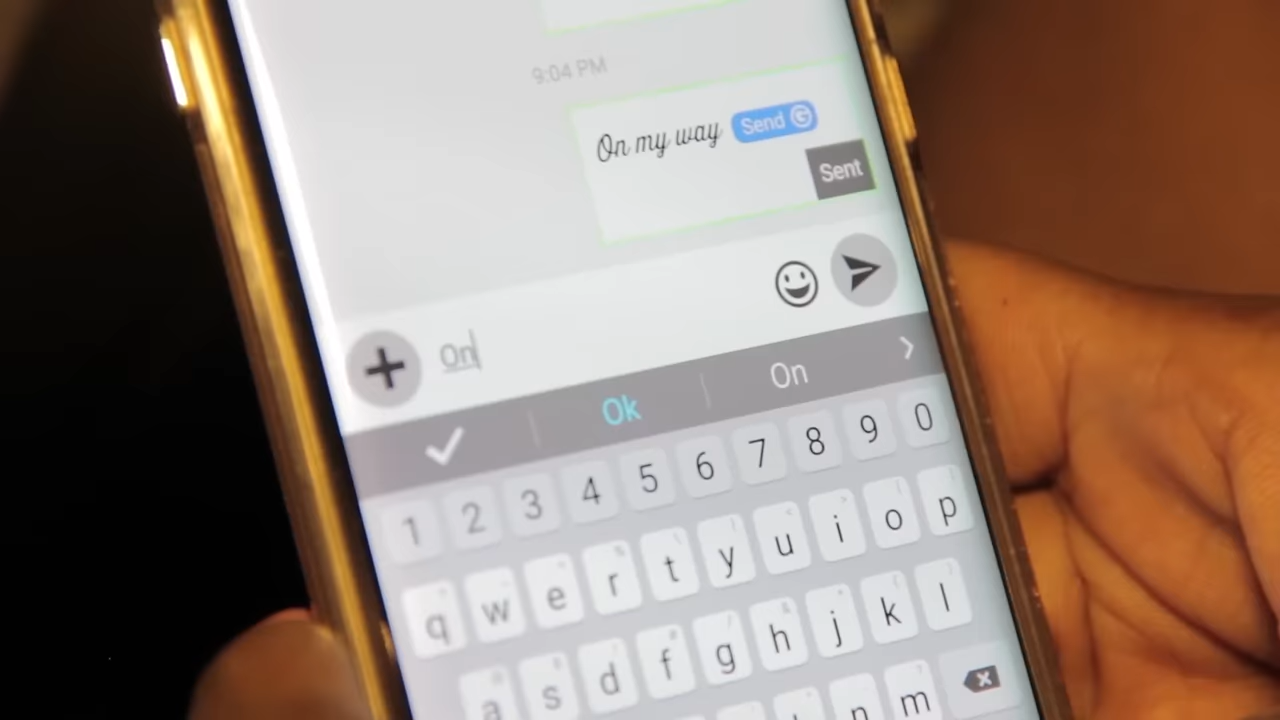 9:04 PM
On my way Send G
Sent
On
Ok On
1 2 3 4 5 6 7 8 9 0
q w e r t y u i o p
a s d f g h j k l
n m